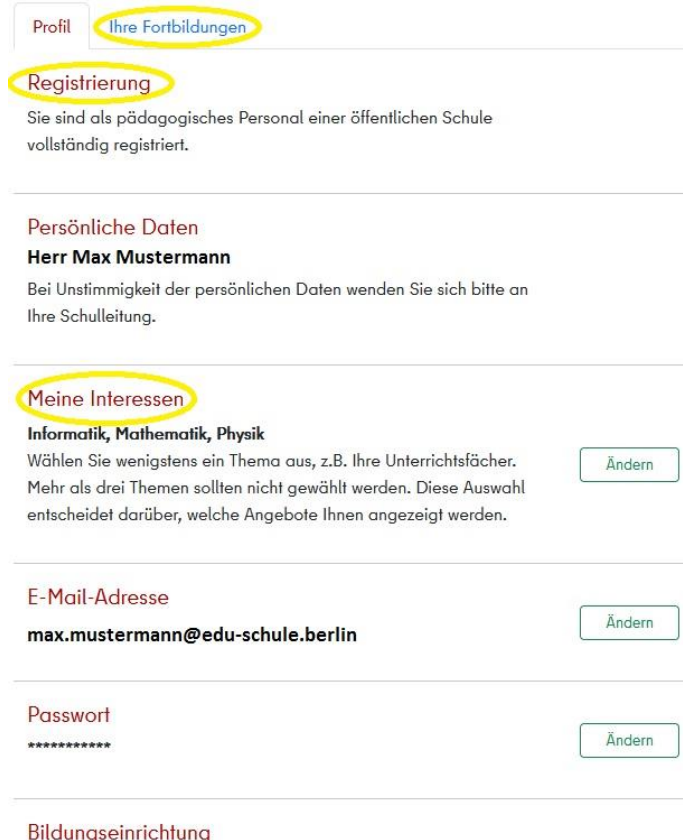 Profil Ihre Fortbildungen
Registrierung
Sie sind als pädagogisches Personal einer öffentlichen Schule
vollständig registriert.
Persönliche Daten
Herr Max Mustermann
Bei Unstimmigkeit der persönlichen Daten wenden Sie sich bitte an
Ihre Schulleitung.
Meine Interessen
Informatik, Mathematik, Physik
Wählen Sie wenigstens ein Thema aus, z.B. Ihre Unterrichtsfächer.
Ändern
Mehr als drei Themen sollten nicht gewählt werden. Diese Auswahl
entscheidet darüber, welche Angebote Ihnen angezeigt werden.
E-Mail-Adresse
max.mustermann@edu-schule.berlin
Ändern
Passwort
***********
Ändern
Bildungseinrichtung